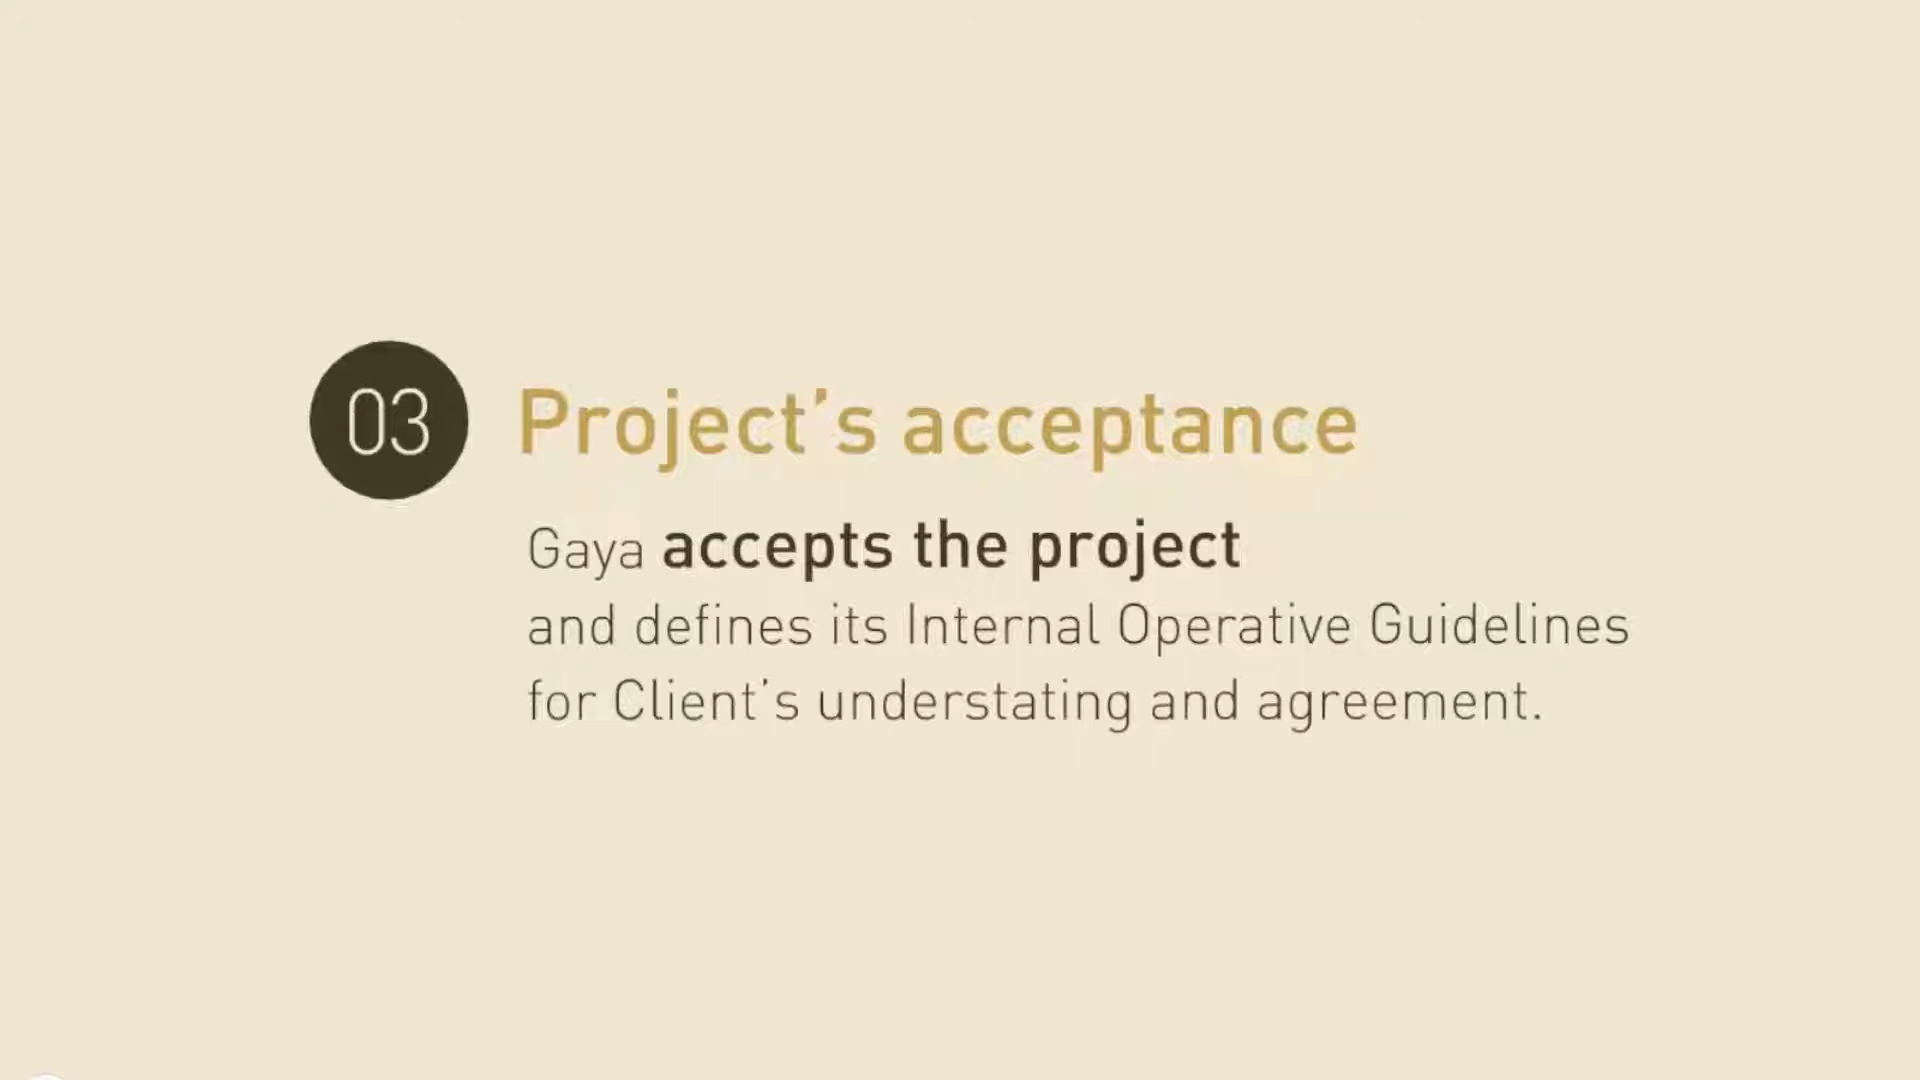 03
Project’s acceptance
Gaya accepts the project
and defines its Internal Operative Guidelines
for Client’s understating and agreement.